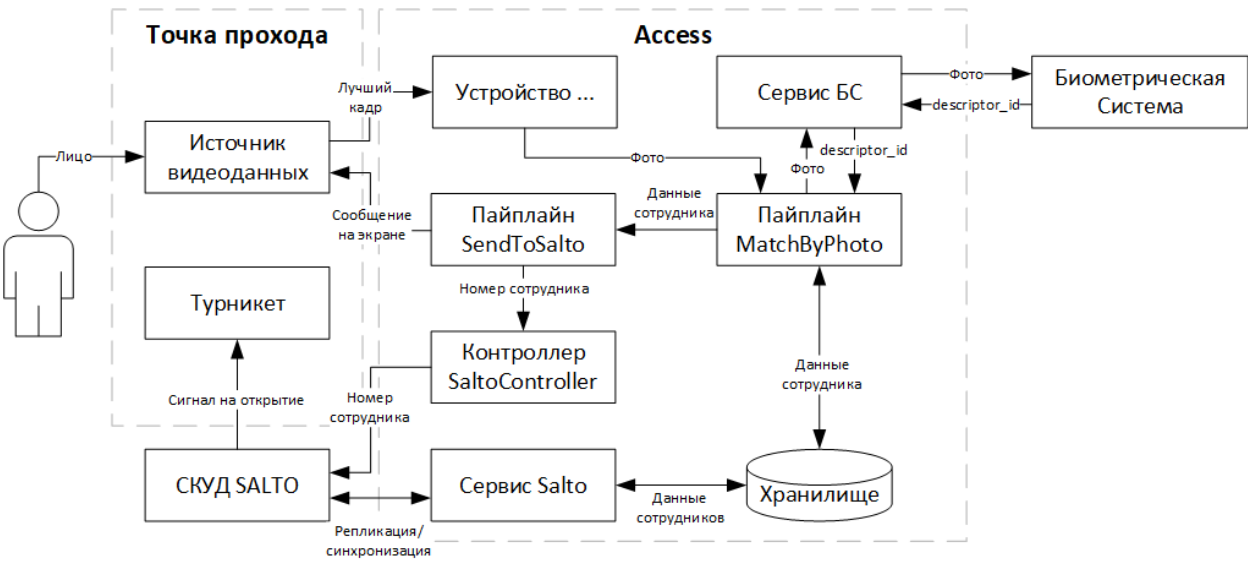 Точка прохода
Access
Лучший
кадр
Устройство ...
Сервис БС
Фото
descriptor_id
Биометрическая
Система
Лицо
Источник
видеоданных
Фото
Фото
descriptor_id
Сообщение
на экране
Пайплайн
SendToSalto
Данные
сотрудника
Пайплайн
MatchByPhoto
Турникет
Номер сотрудника
Контроллер
SaltoController
Данные
сотрудника
Сигнал на открытие
Номер
сотрудника
СКУД SALTO
Репликация/
синхронизация
Сервис Salto
Данные
сотрудников
Хранилище